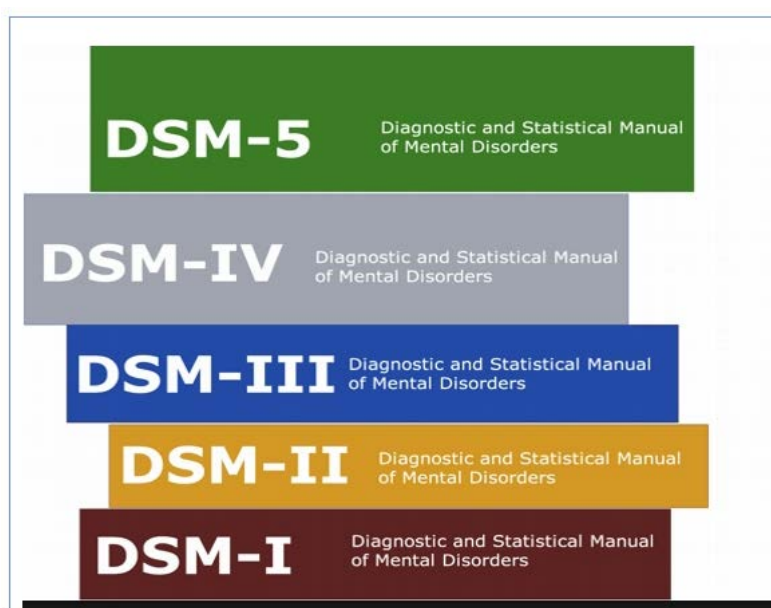 DSM-5
Diagnostic and Statistical Manual
of Mental Disorders
DSM-IV
Diagnostic and Statistical Manual
of Mental Disorders
DSM-III
Diagnostic and Statistical Manual
of Mental Disorders
DSM-II
Diagnostic and Statistical Manual
of Mental Disorders
DSM-I
Diagnostic and Statistical Manual
of Mental Disorders